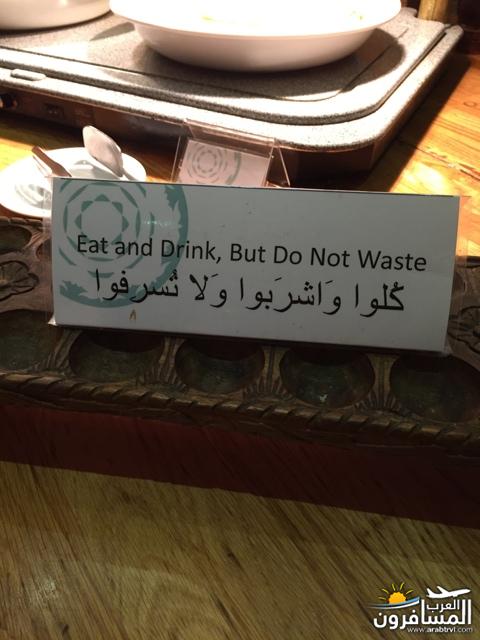 Eat and Drink, But Do Not Waste
كُلوا وَاشرَبوا وَلا تُسرِفوا
العرب
المسافرون
www.arabtrvl.com